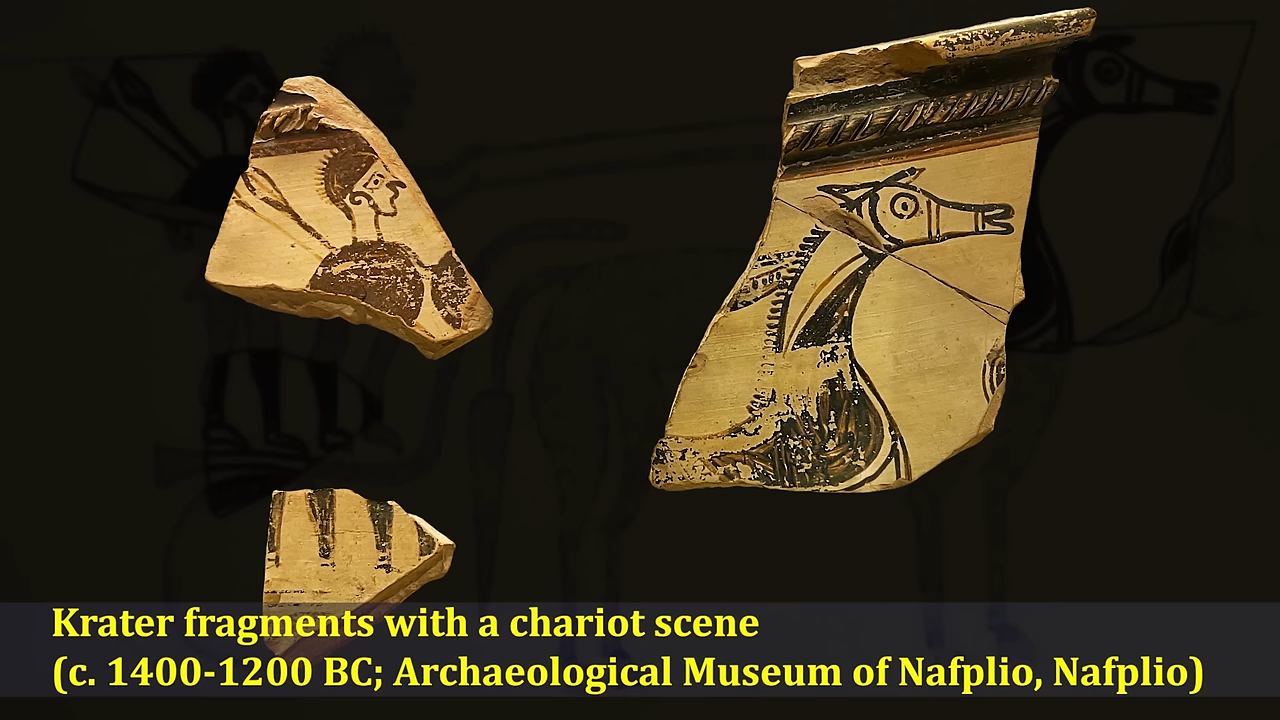 Krater fragments with a chariot scene
(c. 1400-1200 BC; Archaeological Museum of Nafplio, Nafplio)